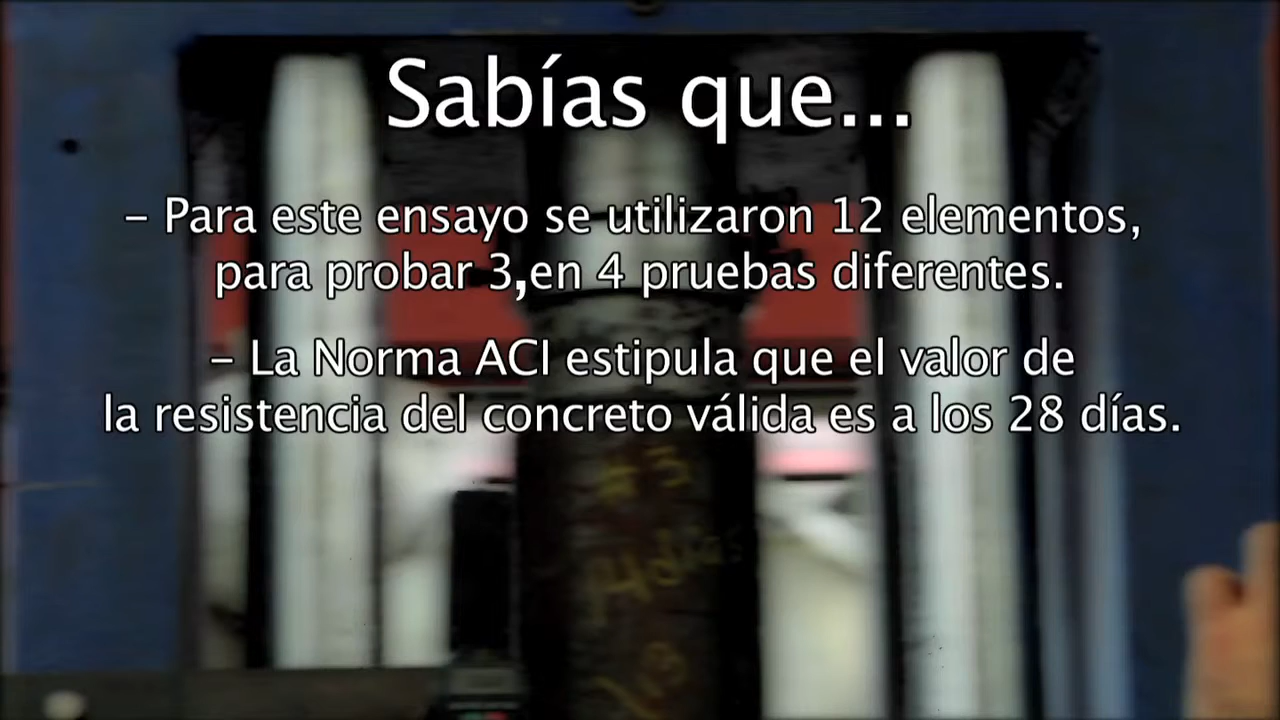 Sabías que...
– Para este ensayo se utilizaron 12 elementos,
para probar 3,en 4 pruebas diferentes.
– La Norma ACI estipula que el valor de
la resistencia del concreto válida es a los 28 días.
#3